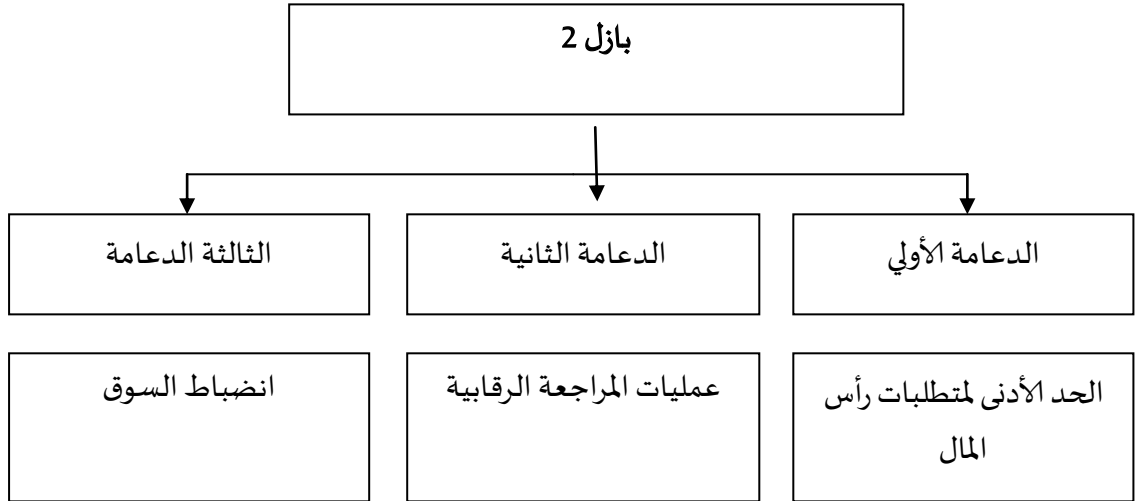 بازل 2
الدعامة الأولي
الدعامة الثانية
الثالثة الدعامة
الحد الأدنى لمتطلبات رأس
المال
عمليات المراجعة الرقابية
انضباط السوق